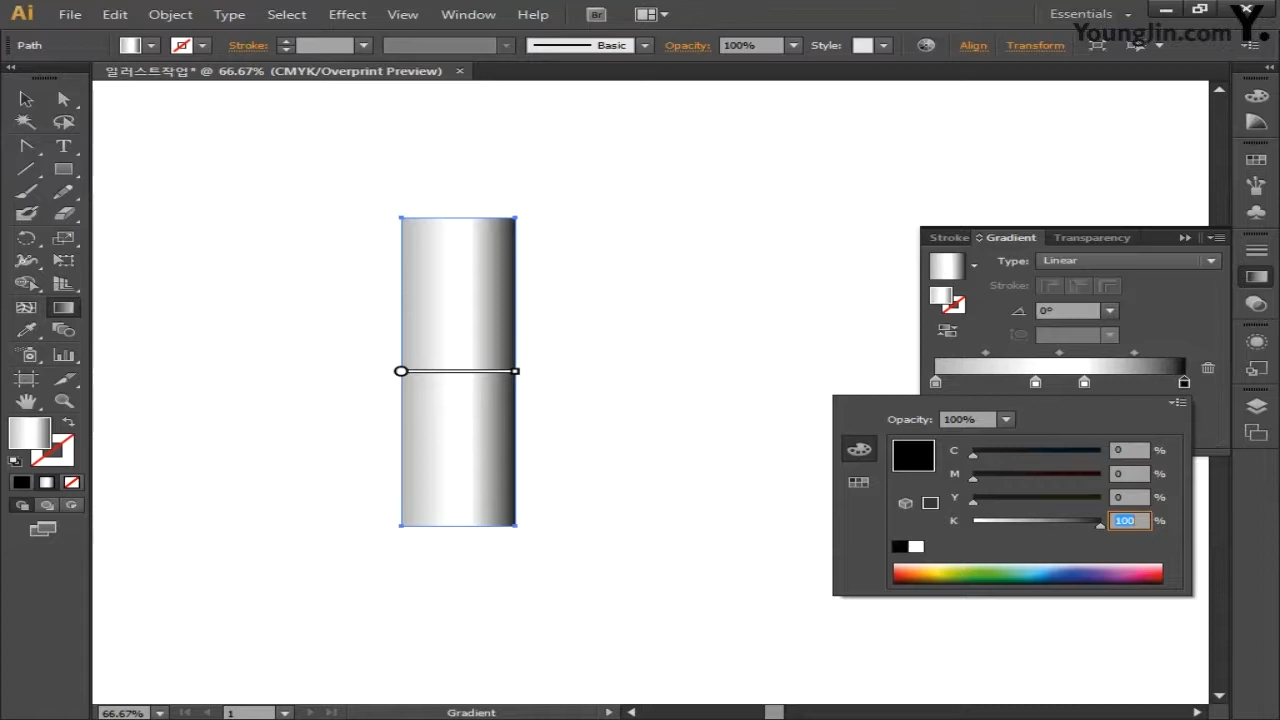 Ai File Edit Object Type Select Effect View Window Help Br Essentials
YoungJin.com Y.
Path Stroke: Basic Opacity: 100% Style: Align Transform
일러스트작업* @ 66.67% (CMYK/Overprint Preview) ×
T
Stroke Gradient Transparency
Type: Linear
Stroke:
0°
Opacity: 100%
C 0 %
M 0 %
Y 0 %
K 100 %
66.67% 1 Gradient